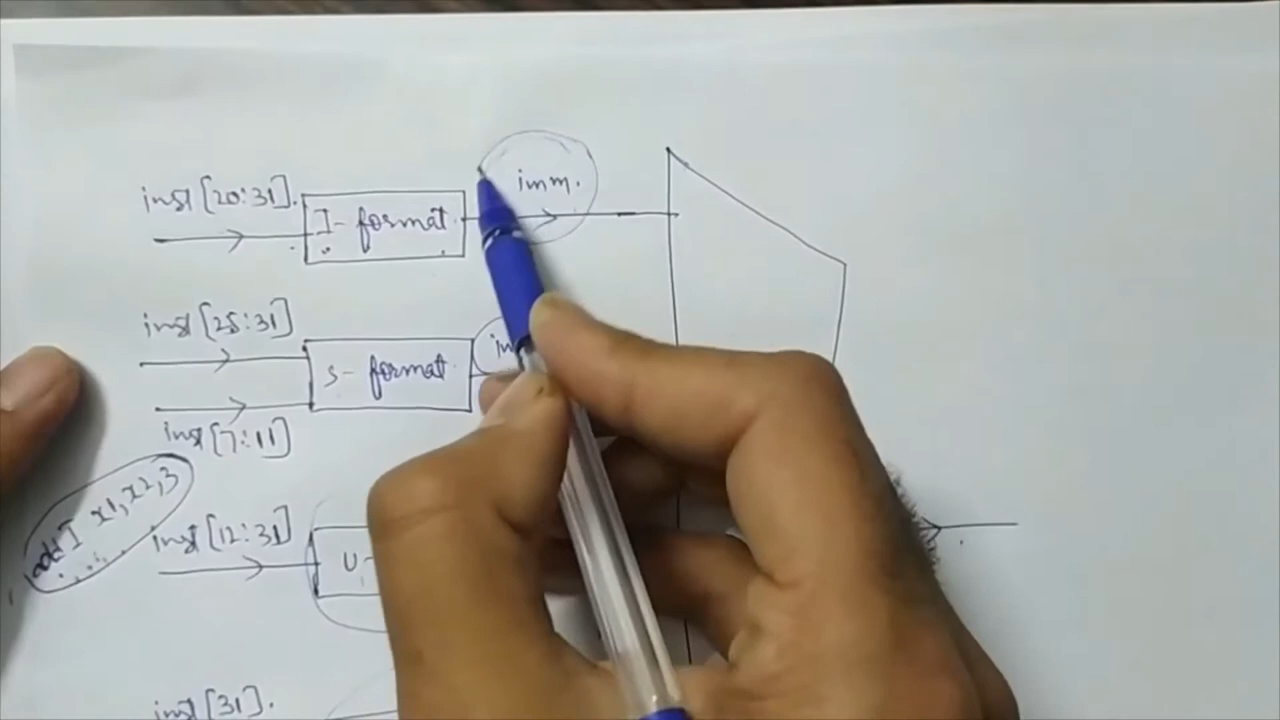 inst [20:31].
I- format
imm.
inst [25:31]
S- format
inst [7:11]
addI x1, x2, 3
inst [12:31]
U-
inst [31].